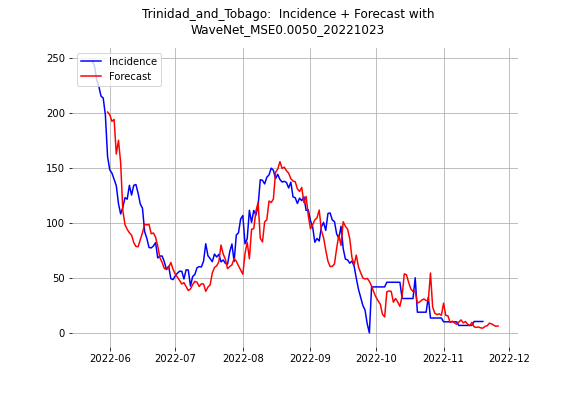 Trinidad_and_Tobago:  Incidence + Forecast with
WaveNet_MSE0.0050_20221023
Incidence
Forecast
250
200
150
100
50
0
2022-06 2022-07 2022-08 2022-09 2022-10 2022-11 2022-12